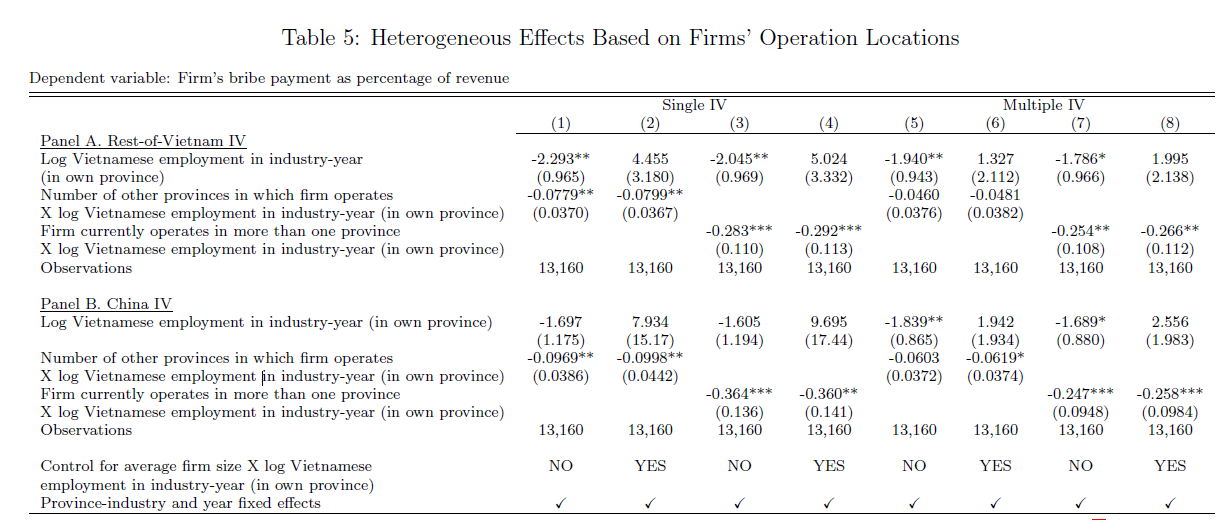 Table 5: Heterogeneous Effects Based on Firms' Operation Locations
Dependent variable: Firm's bribe payment as percentage of revenue
Single IV Multiple IV
(1) (2) (3) (4) (5) (6) (7) (8)
Panel A. Rest-of-Vietnam IV
Log Vietnamese employment in industry-year -2.293** 4.455 -2.045** 5.024 -1.940** 1.327 -1.786* 1.995
(in own province) (0.965) (3.180) (0.969) (3.332) (0.943) (2.112) (0.966) (2.138)
Number of other provinces in which firm operates -0.0779** -0.0799** -0.0460 -0.0481
X log Vietnamese employment in industry-year (in own province) (0.0370) (0.0367) (0.0376) (0.0382)
Firm currently operates in more than one province -0.283*** -0.292*** -0.254** -0.266**
X log Vietnamese employment in industry-year (in own province) (0.110) (0.113) (0.108) (0.112)
Observations 13,160 13,160 13,160 13,160 13,160 13,160 13,160 13,160
Panel B. China IV
Log Vietnamese employment in industry-year (in own province) -1.697 7.934 -1.605 9.695 -1.839** 1.942 -1.689* 2.556
(1.175) (15.17) (1.194) (17.44) (0.865) (1.934) (0.880) (1.983)
Number of other provinces in which firm operates -0.0969** -0.0998** -0.0603 -0.0619*
X log Vietnamese employment in industry-year (in own province) (0.0386) (0.0442) (0.0372) (0.0374)
Firm currently operates in more than one province -0.364*** -0.360** -0.247*** -0.258***
X log Vietnamese employment in industry-year (in own province) (0.136) (0.141) (0.0948) (0.0984)
Observations 13,160 13,160 13,160 13,160 13,160 13,160 13,160 13,160
Control for average firm size X log Vietnamese NO YES NO YES NO YES NO YES
employment in industry-year (in own province)
Province-industry and year fixed effects ✓ ✓ ✓ ✓ ✓ ✓ ✓ ✓